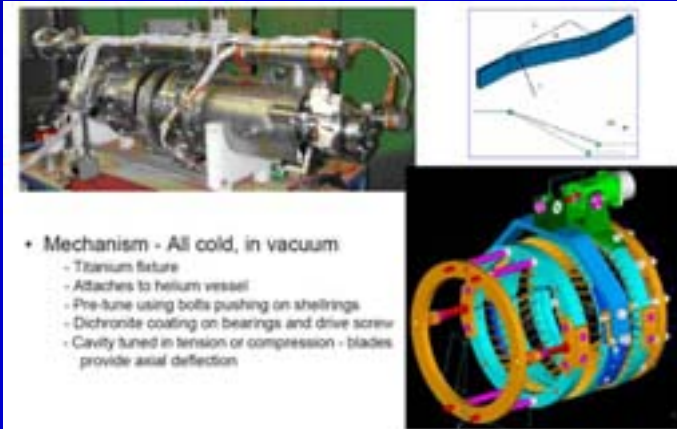 • Mechanism - All cold, in vacuum
- Titanium fixture
- Attaches to helium vessel
- Pre-tune using bolts pushing on shellrings
- Dichronite coating on bearings and drive screw
- Cavity tuned in tension or compression - blades
provide axial deflection